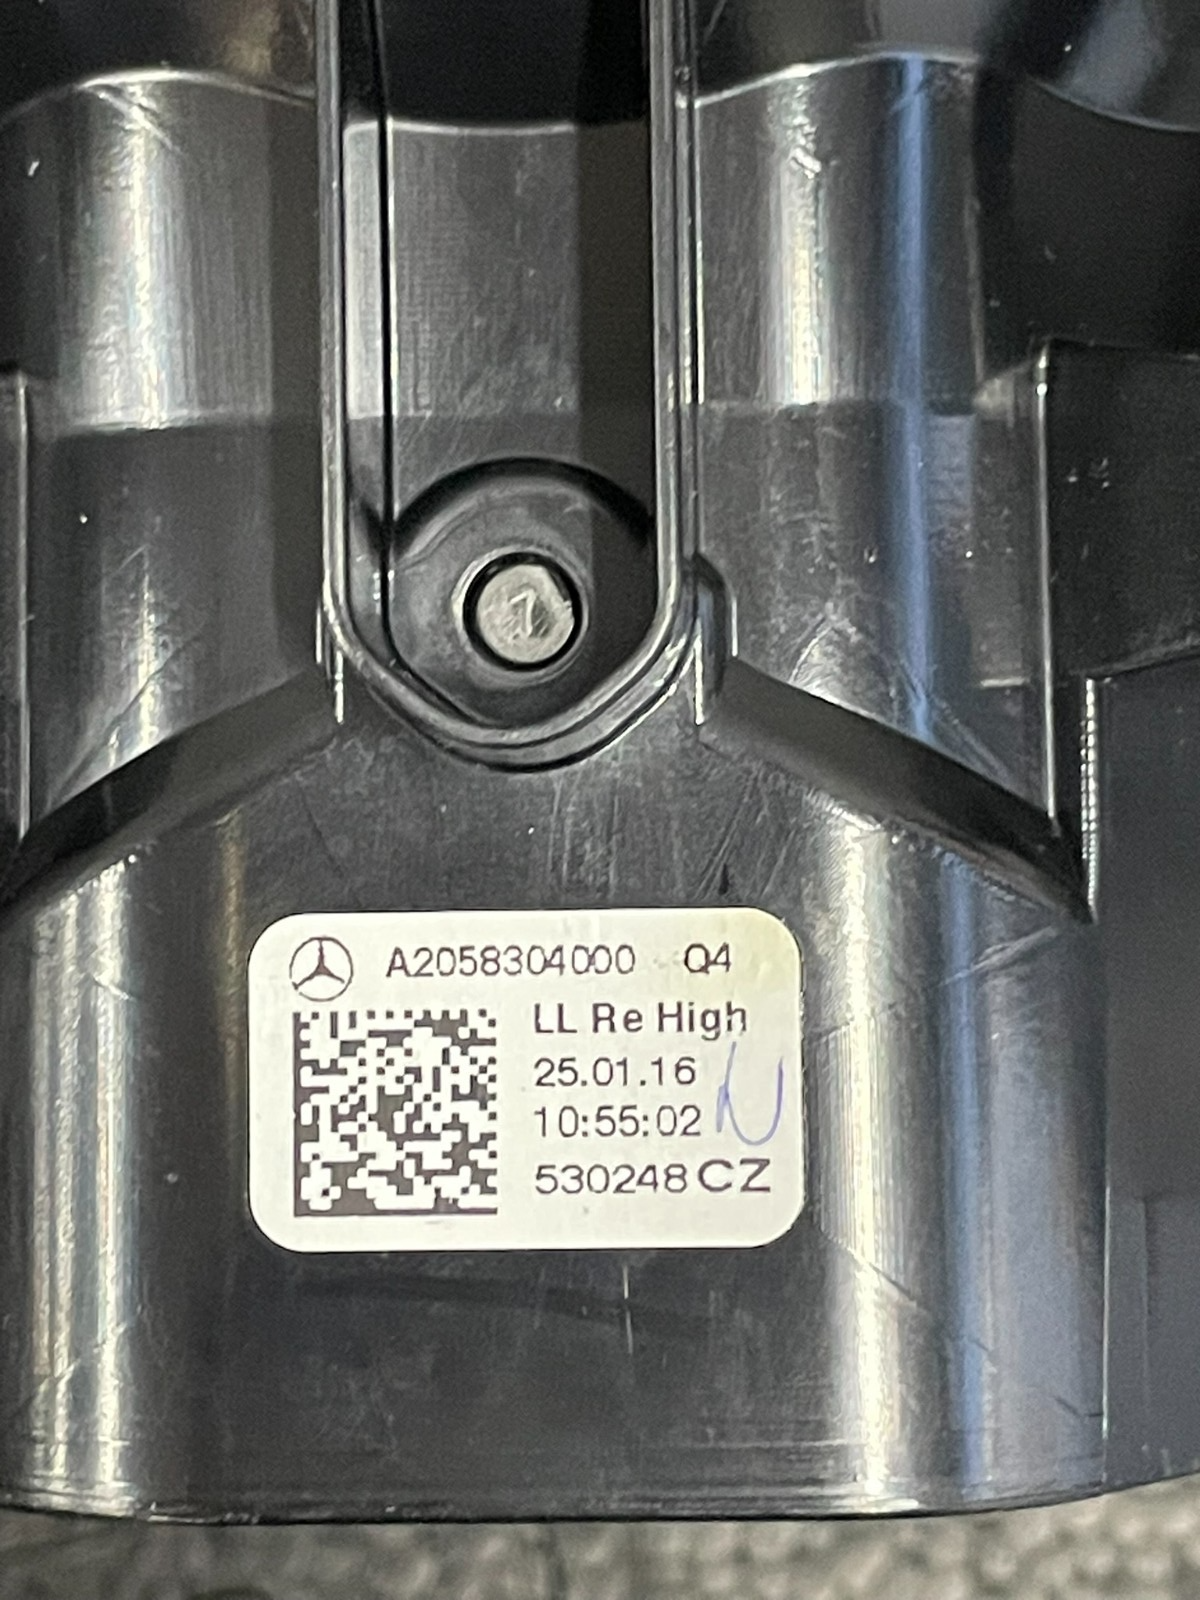 A2058304000 Q4
LL Re High
25.01.16
10:55:02
530248 CZ